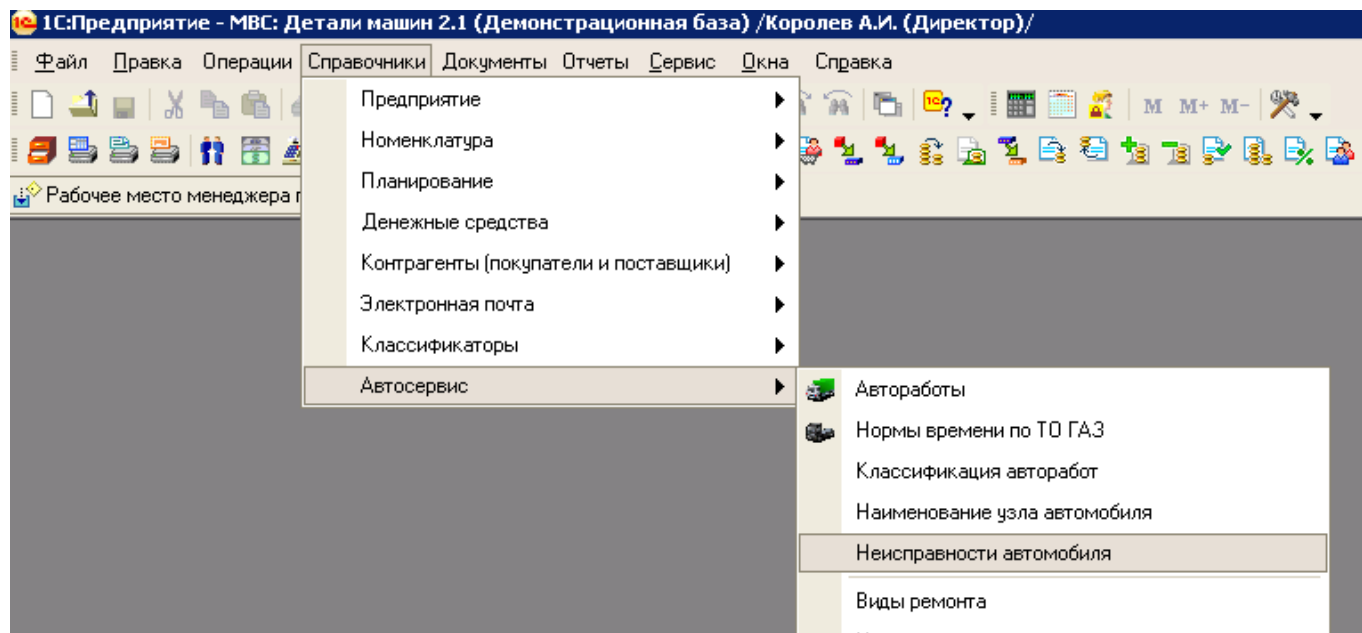 1С:Предприятие - МВС: Детали машин 2.1 (Демонстрационная база) /Королев А.И. (Директор)/
Файл Правка Операции Справочники Документы Отчеты Сервис Окна Справка
M M+ M-
Рабочее место менеджера
Предприятие
Номенклатура
Планирование
Денежные средства
Контрагенты (покупатели и поставщики)
Электронная почта
Классификаторы
Автосервис
Автоработы
Нормы времени по ТО ГАЗ
Классификация авторабот
Наименование узла автомобиля
Неисправности автомобиля
Виды ремонта